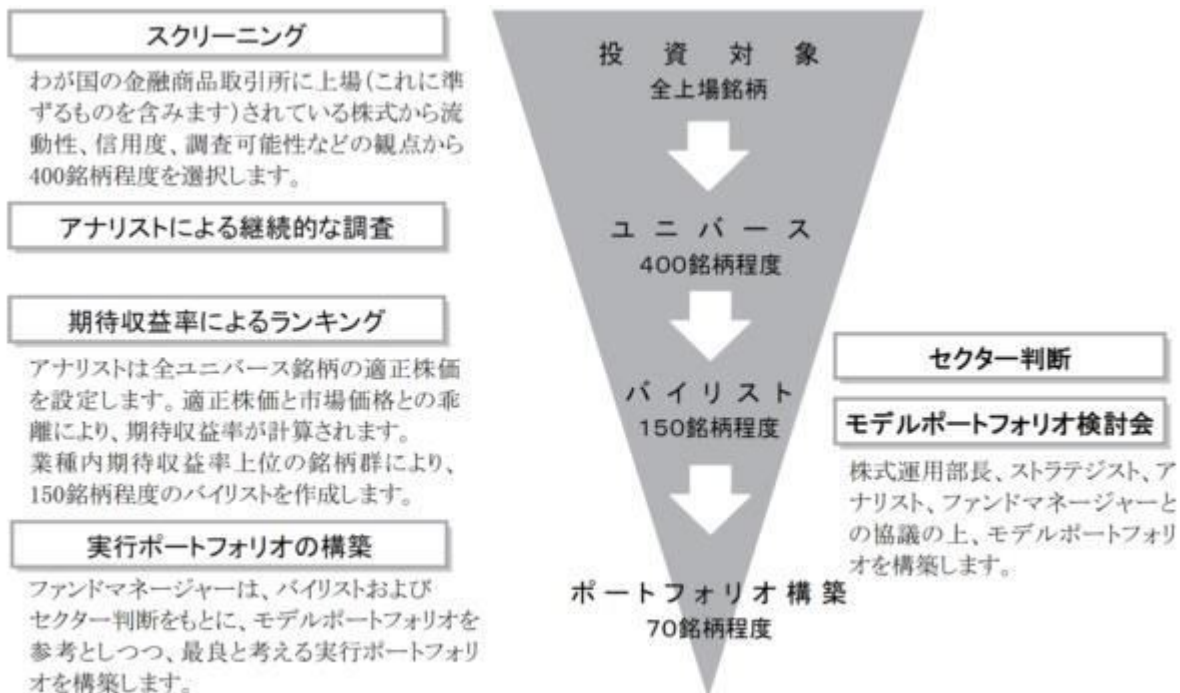 スクリーニング
わが国の金融商品取引所に上場(これに準
ずるものを含みます)されている株式から流
動性、信用度、調査可能性などの観点から
400銘柄程度を選択します。
アナリストによる継続的な調査
期待収益率によるランキング
アナリストは全ユニバース銘柄の適正株価
を設定します。適正株価と市場価格との乖
離により、期待収益率が計算されます。
業種内期待収益率上位の銘柄群により、
150銘柄程度のバイリストを作成します。
実行ポートフォリオの構築
ファンドマネージャーは、バイリストおよび
セクター判断をもとに、モデルポートフォリオを
参考としつつ、最良と考える実行ポートフォリ
オを構築します。
投資対象
全上場銘柄
ユニバース
400銘柄程度
バイリスト
150銘柄程度
ポートフォリオ構築
70銘柄程度
セクター判断
モデルポートフォリオ検討会
株式運用部長、ストラテジスト、ア
ナリスト、ファンドマネージャーと
の協議の上、モデルポートフォリ
オを構築します。